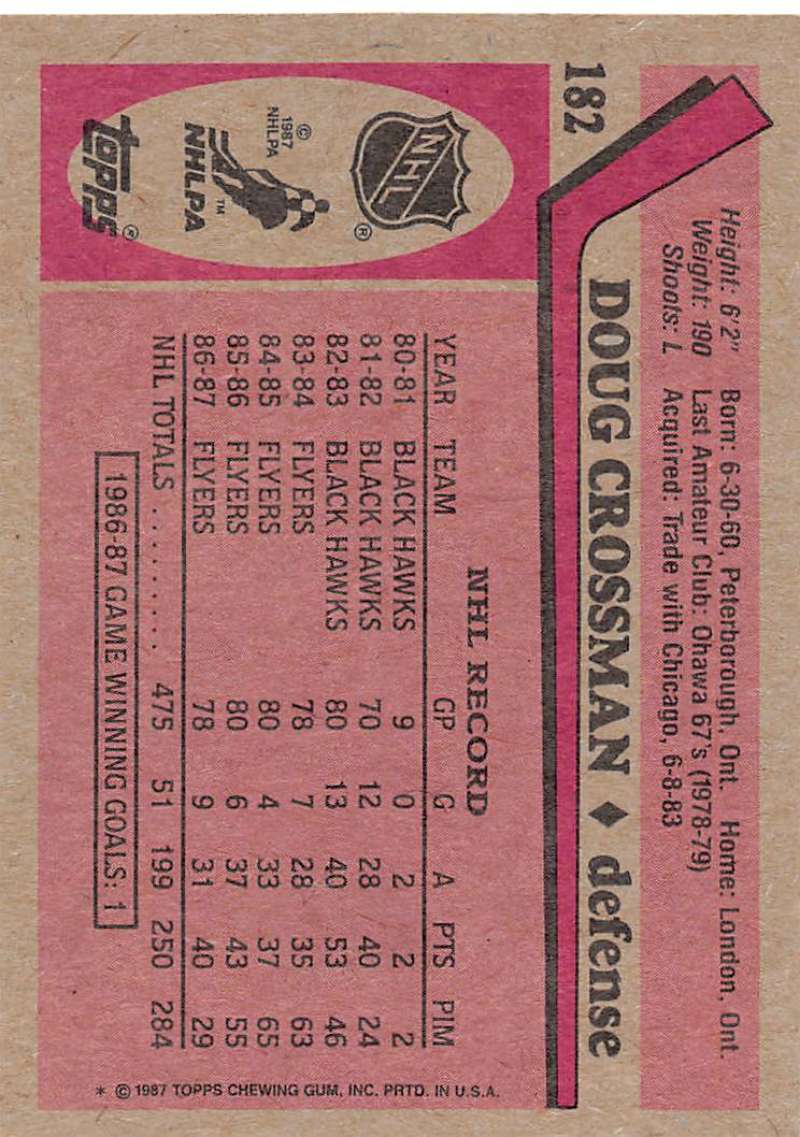 182
Height: 6'2" Born: 6-30-60, Peterborough, Ont. Home: London, Ont.
Weight: 190 Last Amateur Club: Ohawa 67's (1978-79)
Shoots: L Acquired: Trade with Chicago, 6-8-83
DOUG CROSSMAN ♦ defense
NHL
®
© 1987 NHLPA
™
NHLPA
topps®
NHL RECORD
YEAR TEAM GP G A PTS PIM
80-81 BLACK HAWKS 9 0 2 2 2
81-82 BLACK HAWKS 70 12 28 40 24
82-83 BLACK HAWKS 80 13 40 53 46
83-84 FLYERS 78 7 28 35 63
84-85 FLYERS 80 4 33 37 65
85-86 FLYERS 80 6 37 43 55
86-87 FLYERS 78 9 31 40 29
NHL TOTALS .......... 475 51 199 250 284
1986-87 GAME WINNING GOALS: 1
* © 1987 TOPPS CHEWING GUM, INC. PRTD. IN U.S.A.